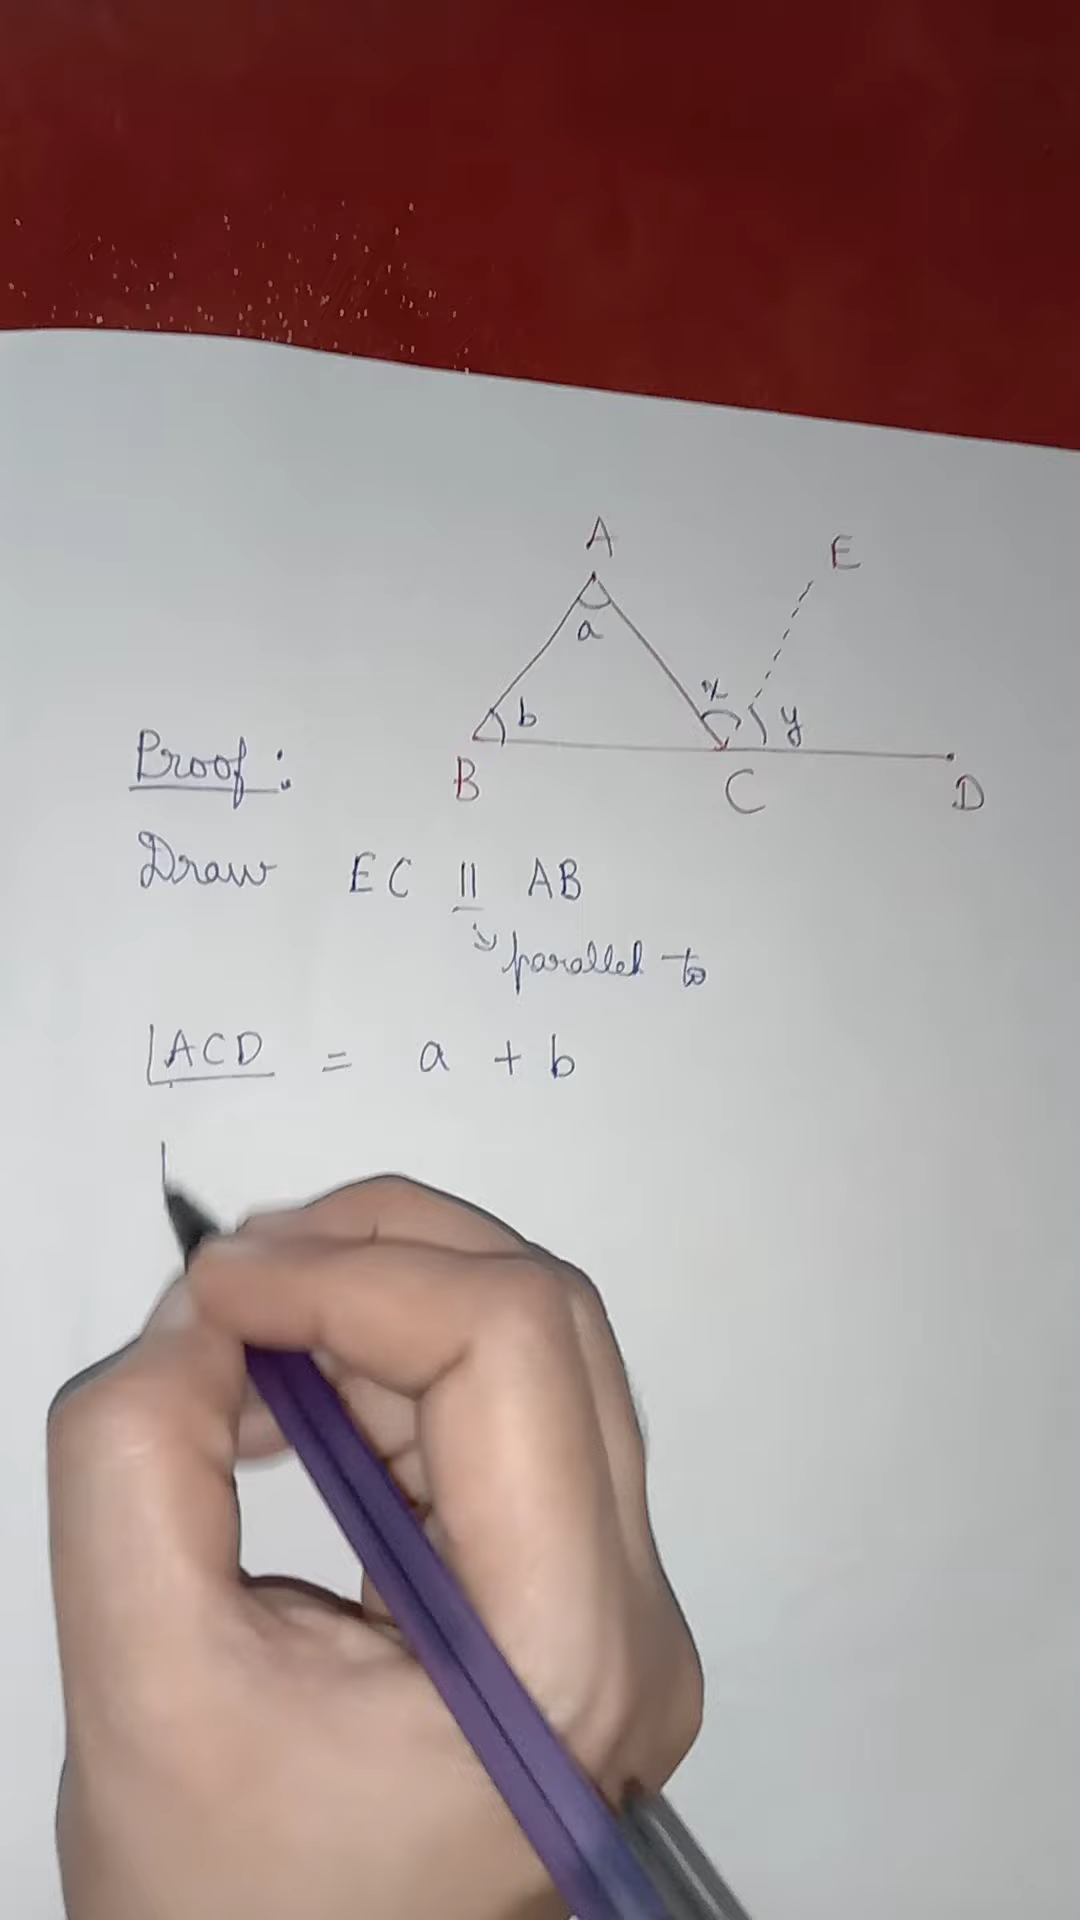 A
E
a
x
b
y
Proof :
B
C
D
Draw EC || AB
parallel to
∠ACD = a + b